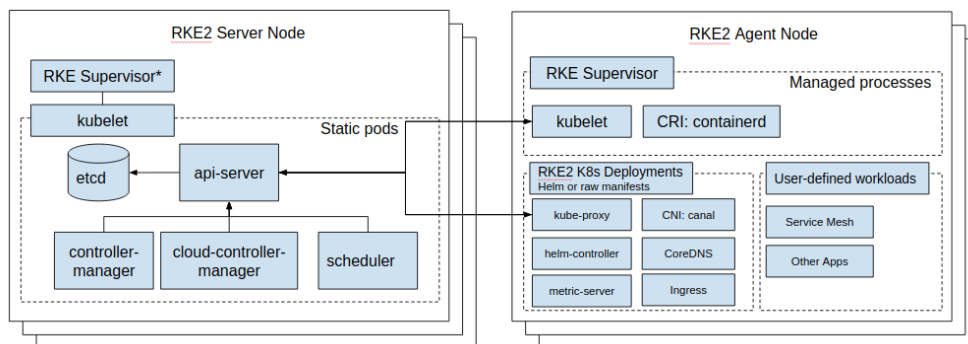 RKE2 Server Node
RKE Supervisor*
kubelet
Static pods
etcd
api-server
controller-
manager
cloud-controller-
manager
scheduler
RKE2 Agent Node
RKE Supervisor
Managed processes
kubelet
CRI: containerd
RKE2 K8s Deployments
Helm or raw manifests
kube-proxy
CNI: canal
helm-controller
CoreDNS
metric-server
Ingress
User-defined workloads
Service Mesh
Other Apps